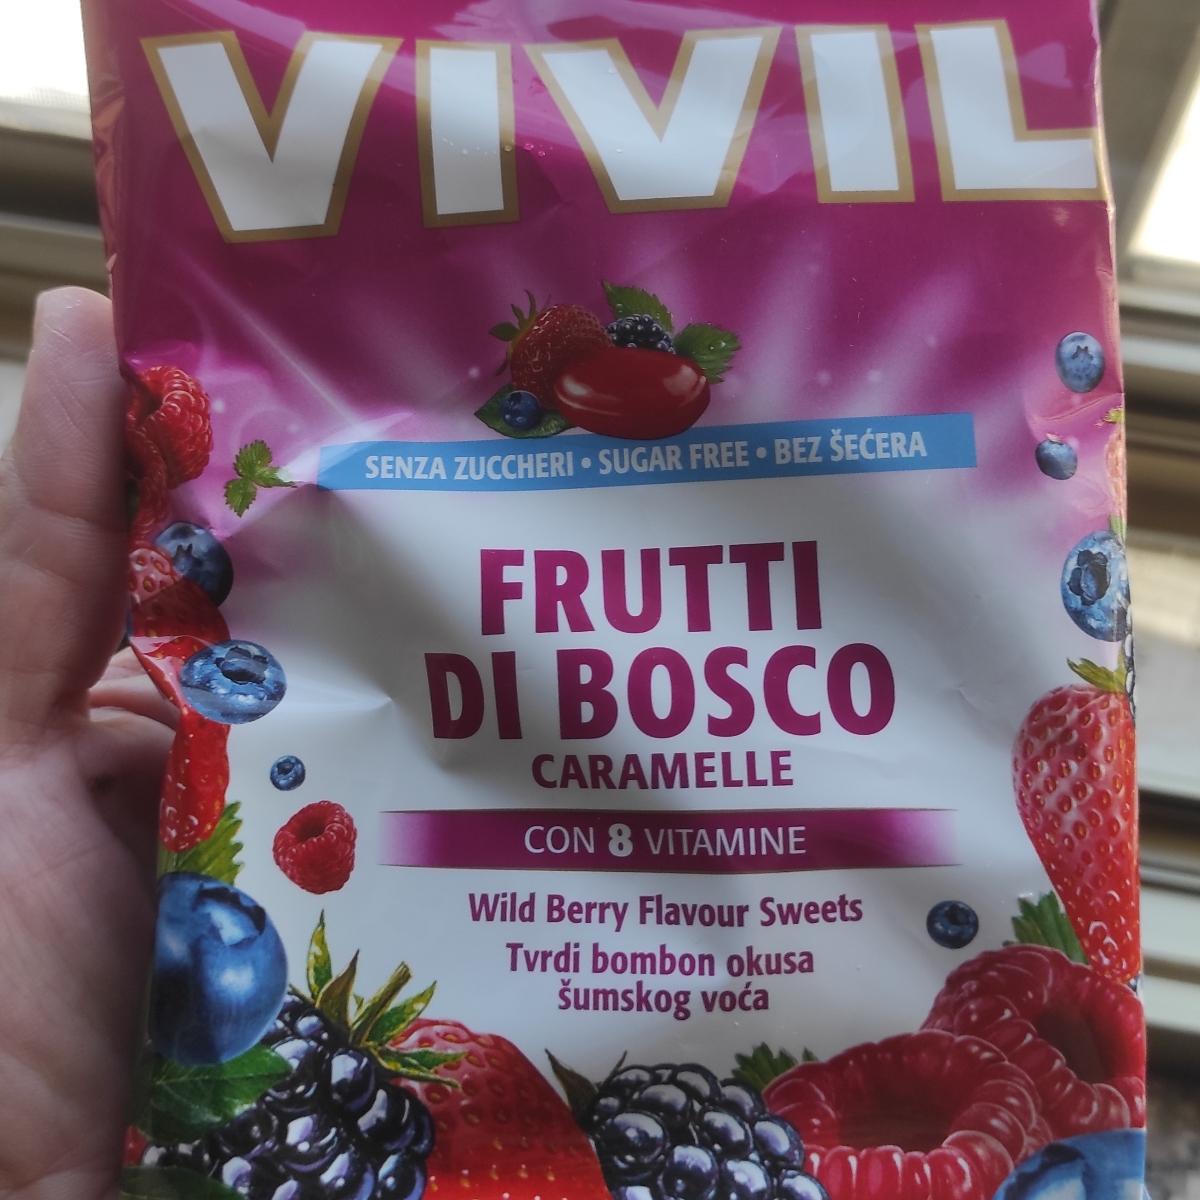 VIVIL
SENZA ZUCCHERI • SUGAR FREE • BEZ ŠEĆERA
FRUTTI
DI BOSCO
CARAMELLE
CON 8 VITAMINE
Wild Berry Flavour Sweets
Tvrdi bombon okusa
šumskog voća